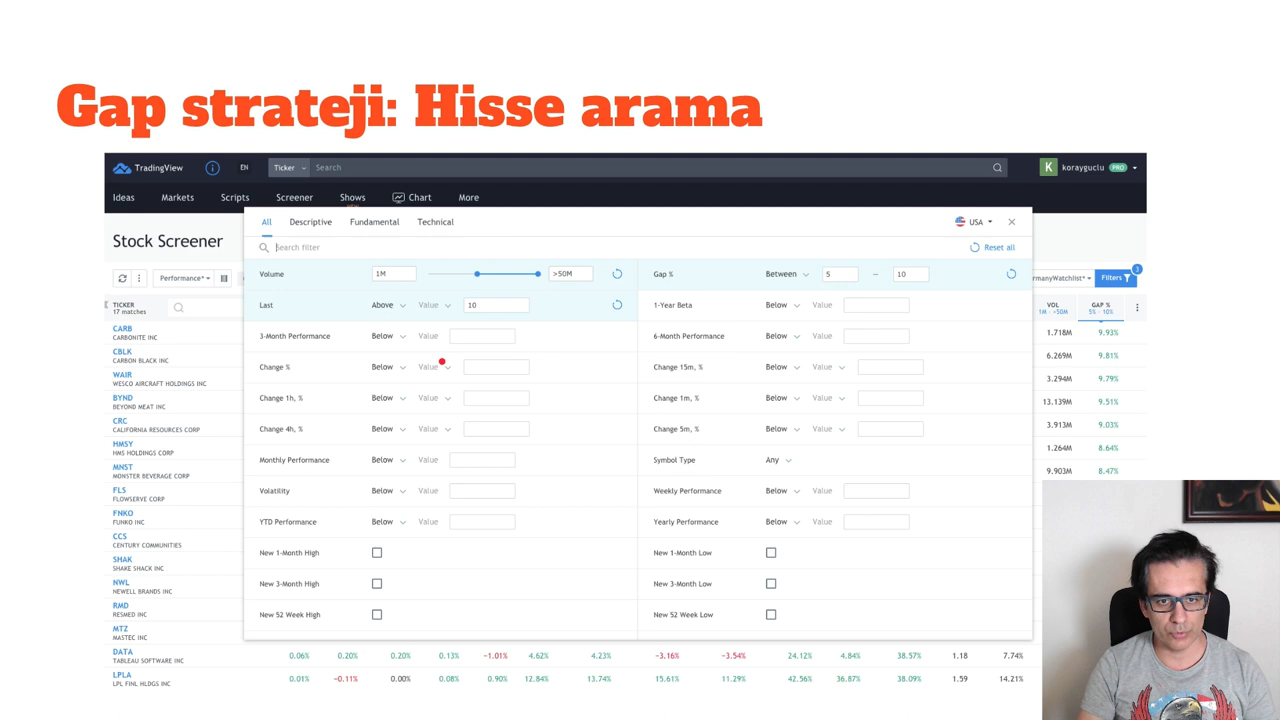 Gap strateji: Hisse arama
TradingView
EN
Ticker
Search
K
korayguclu
PRO
Ideas
Markets
Scripts
Screener
Shows
Chart
More
All
Descriptive
Fundamental
Technical
USA
Stock Screener
Search filter
Reset all
Performance*
Volume 1M >50M
Gap % Between 5 — 10
rmanyWatchlist*
Filters
3
Last Above Value 10
1-Year Beta Below Value
TICKER
17 matches
VOL
1M - >50M
GAP %
5% - 10%
3-Month Performance Below Value
6-Month Performance Below Value
Change % Below Value
Change 15m, % Below Value
Change 1h, % Below Value
Change 1m, % Below Value
Change 4h, % Below Value
Change 5m, % Below Value
Monthly Performance Below Value
Symbol Type Any
Volatility Below Value
Weekly Performance Below Value
YTD Performance Below Value
Yearly Performance Below Value
New 1-Month High
New 1-Month Low
New 3-Month High
New 3-Month Low
New 52 Week High
New 52 Week Low
CARB
CARBONITE INC
1.718M 9.93%
CBLK
CARBON BLACK INC
6.269M 9.81%
WAIR
WESCO AIRCRAFT HOLDINGS INC
3.294M 9.79%
BYND
BEYOND MEAT INC
13.139M 9.51%
CRC
CALIFORNIA RESOURCES CORP
3.913M 9.03%
HMSY
HMS HOLDINGS CORP
1.264M 8.64%
MNST
MONSTER BEVERAGE CORP
9.903M 8.47%
FLS
FLOWSERVE CORP
FNKO
FUNKO INC
CCS
CENTURY COMMUNITIES
SHAK
SHAKE SHACK INC
NWL
NEWELL BRANDS INC
RMD
RESMED INC
MTZ
MASTEC INC
DATA
TABLEAU SOFTWARE INC
0.06% 0.20% 0.20% 0.13% −1.01% 4.62% 4.23% −3.16% −3.54% 24.12% 4.84% 38.57% 1.18 7.74%
LPLA
LPL FINL HLDGS INC
0.01% −0.11% 0.00% 0.08% 0.90% 12.84% 13.74% 15.61% 11.29% 42.56% 36.87% 38.09% 1.59 14.21%